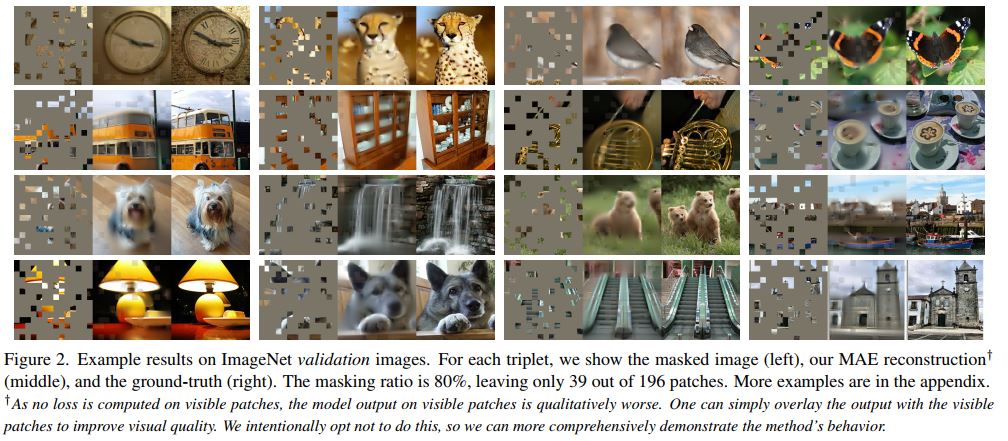 Figure 2. Example results on ImageNet validation images. For each triplet, we show the masked image (left), our MAE reconstruction†
(middle), and the ground-truth (right). The masking ratio is 80%, leaving only 39 out of 196 patches. More examples are in the appendix.
†As no loss is computed on visible patches, the model output on visible patches is qualitatively worse. One can simply overlay the output with the visible
patches to improve visual quality. We intentionally opt not to do this, so we can more comprehensively demonstrate the method's behavior.